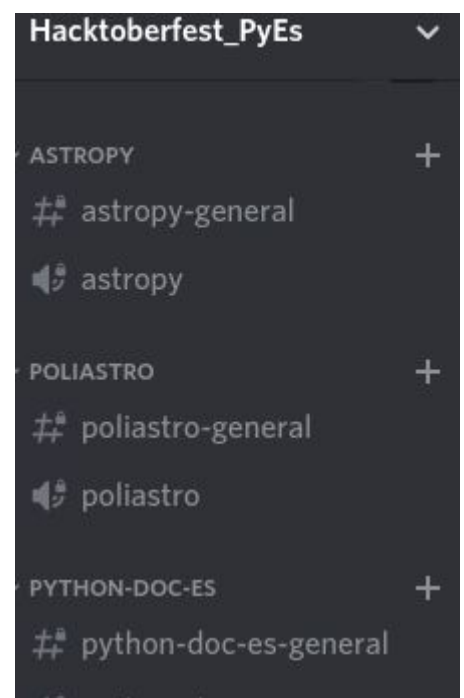 Hacktoberfest_PyEs
ASTROPY
astropy-general
astropy
POLIASTRO
poliastro-general
poliastro
PYTHON-DOC-ES
python-doc-es-general